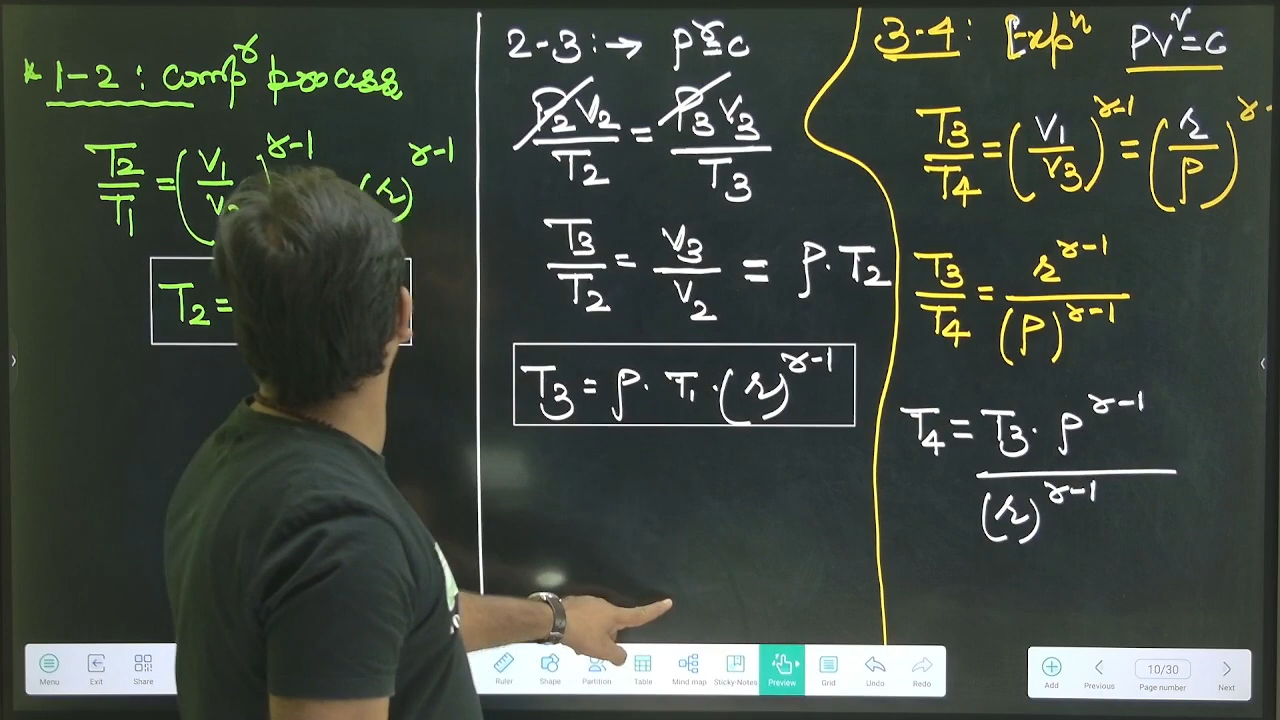 * 1-2 : compʳ process
T2/T1 = (V1/V2)^γ-1 (r)^γ-1
T2 =
2-3 : → P = C
P2V2/T2 = P3V3/T3
T3/T2 = V3/V2 = ρ·T2
T3 = ρ· T1·(r)^γ-1
3-4 : Expⁿ PV^γ=C
T3/T4 = (V1/V3)^γ-1 = (r/ρ)^γ-
T3/T4 = r^γ-1/(ρ)^γ-1
T4 = T3· ρ^γ-1/(r)^γ-1
Menu
Exit
Share
Ruler
Shape
Partition
Table
Mind map
Sticky Notes
Preview
Grid
Undo
Redo
Add
Previous
10/30
Page number
Next